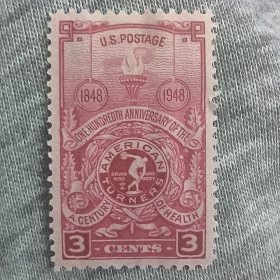 U.S. POSTAGE
1848 1948
ONE HUNDREDTH ANNIVERSARY OF THE
AMERICAN
SOUND SOUND
MIND BODY
TURNERS
A CENTURY OF HEALTH
3 CENTS 3